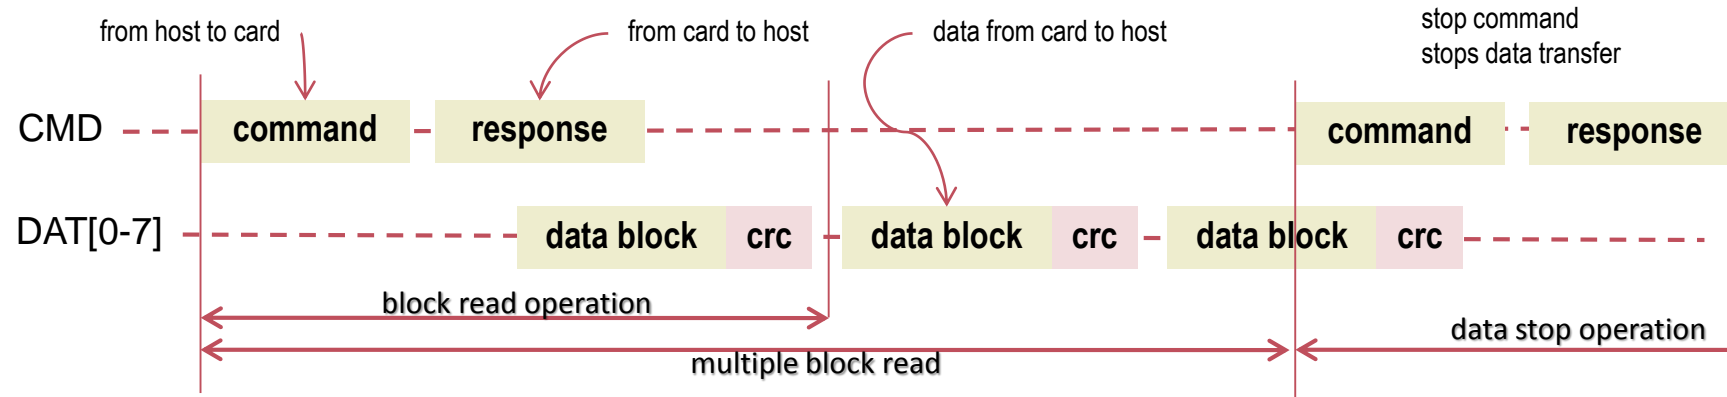 from host to card
from card to host
data from card to host
stop command
stops data transfer
CMD
command
response
command
response
DAT[0-7]
data block
crc
data block
crc
data block
crc
block read operation
data stop operation
multiple block read